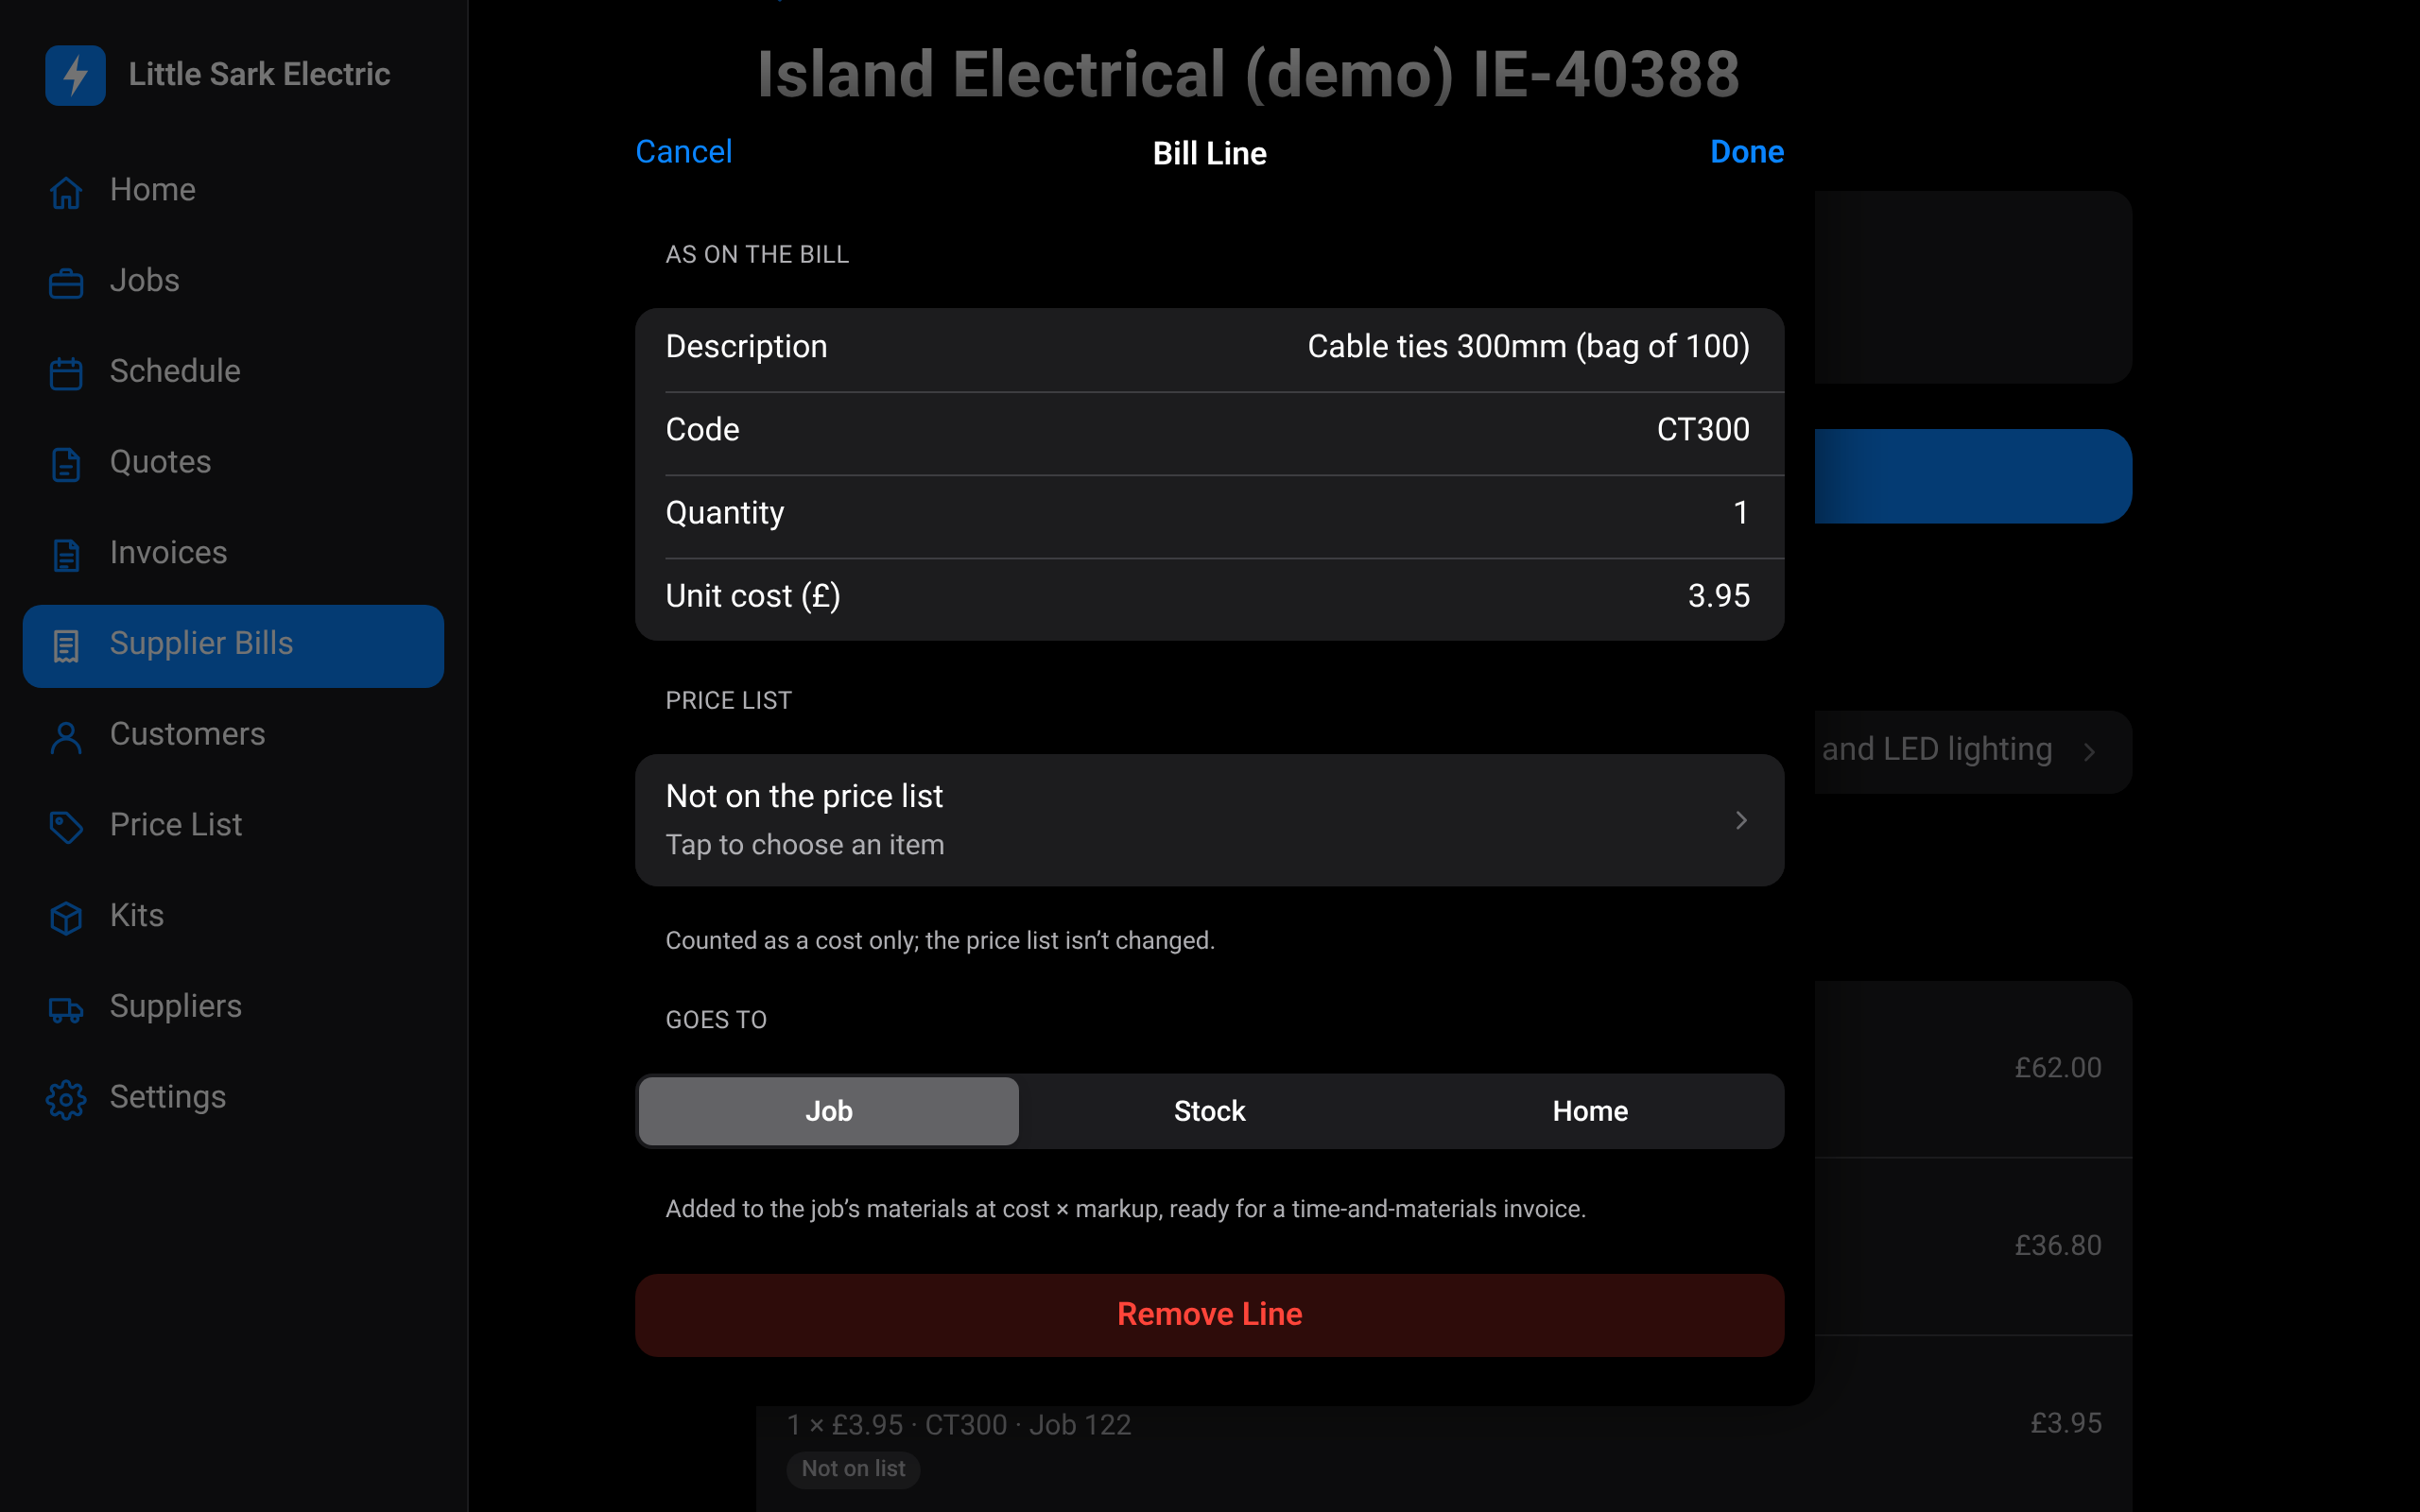 Little Sark Electric
Home
Jobs
Schedule
Quotes
Invoices
Supplier Bills
Customers
Price List
Kits
Suppliers
Settings
Island Electrical (demo) IE-40388
Cancel
Bill Line
Done
AS ON THE BILL
Description
Cable ties 300mm (bag of 100)
Code
CT300
Quantity
1
Unit cost (£)
3.95
PRICE LIST
Not on the price list
Tap to choose an item
Counted as a cost only; the price list isn’t changed.
GOES TO
Job
Stock
Home
Added to the job’s materials at cost × markup, ready for a time-and-materials invoice.
Remove Line
and LED lighting
£62.00
£36.80
1 × £3.95 · CT300 · Job 122
£3.95
Not on list